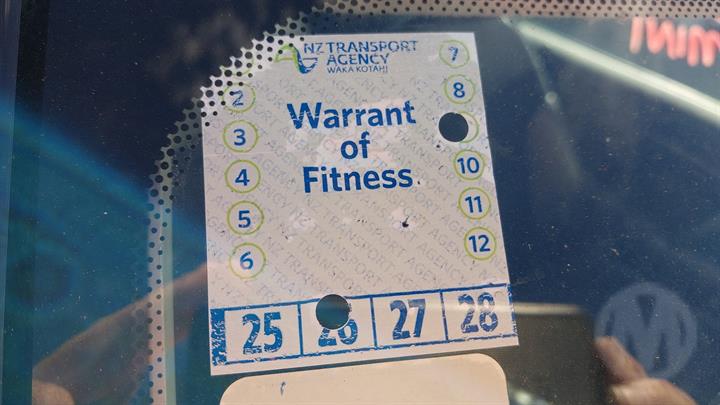 NZ TRANSPORT
AGENCY
WAKA KOTAHI
Warrant
of
Fitness
2
3
4
5
6
7
8
10
11
12
25 26 27 28